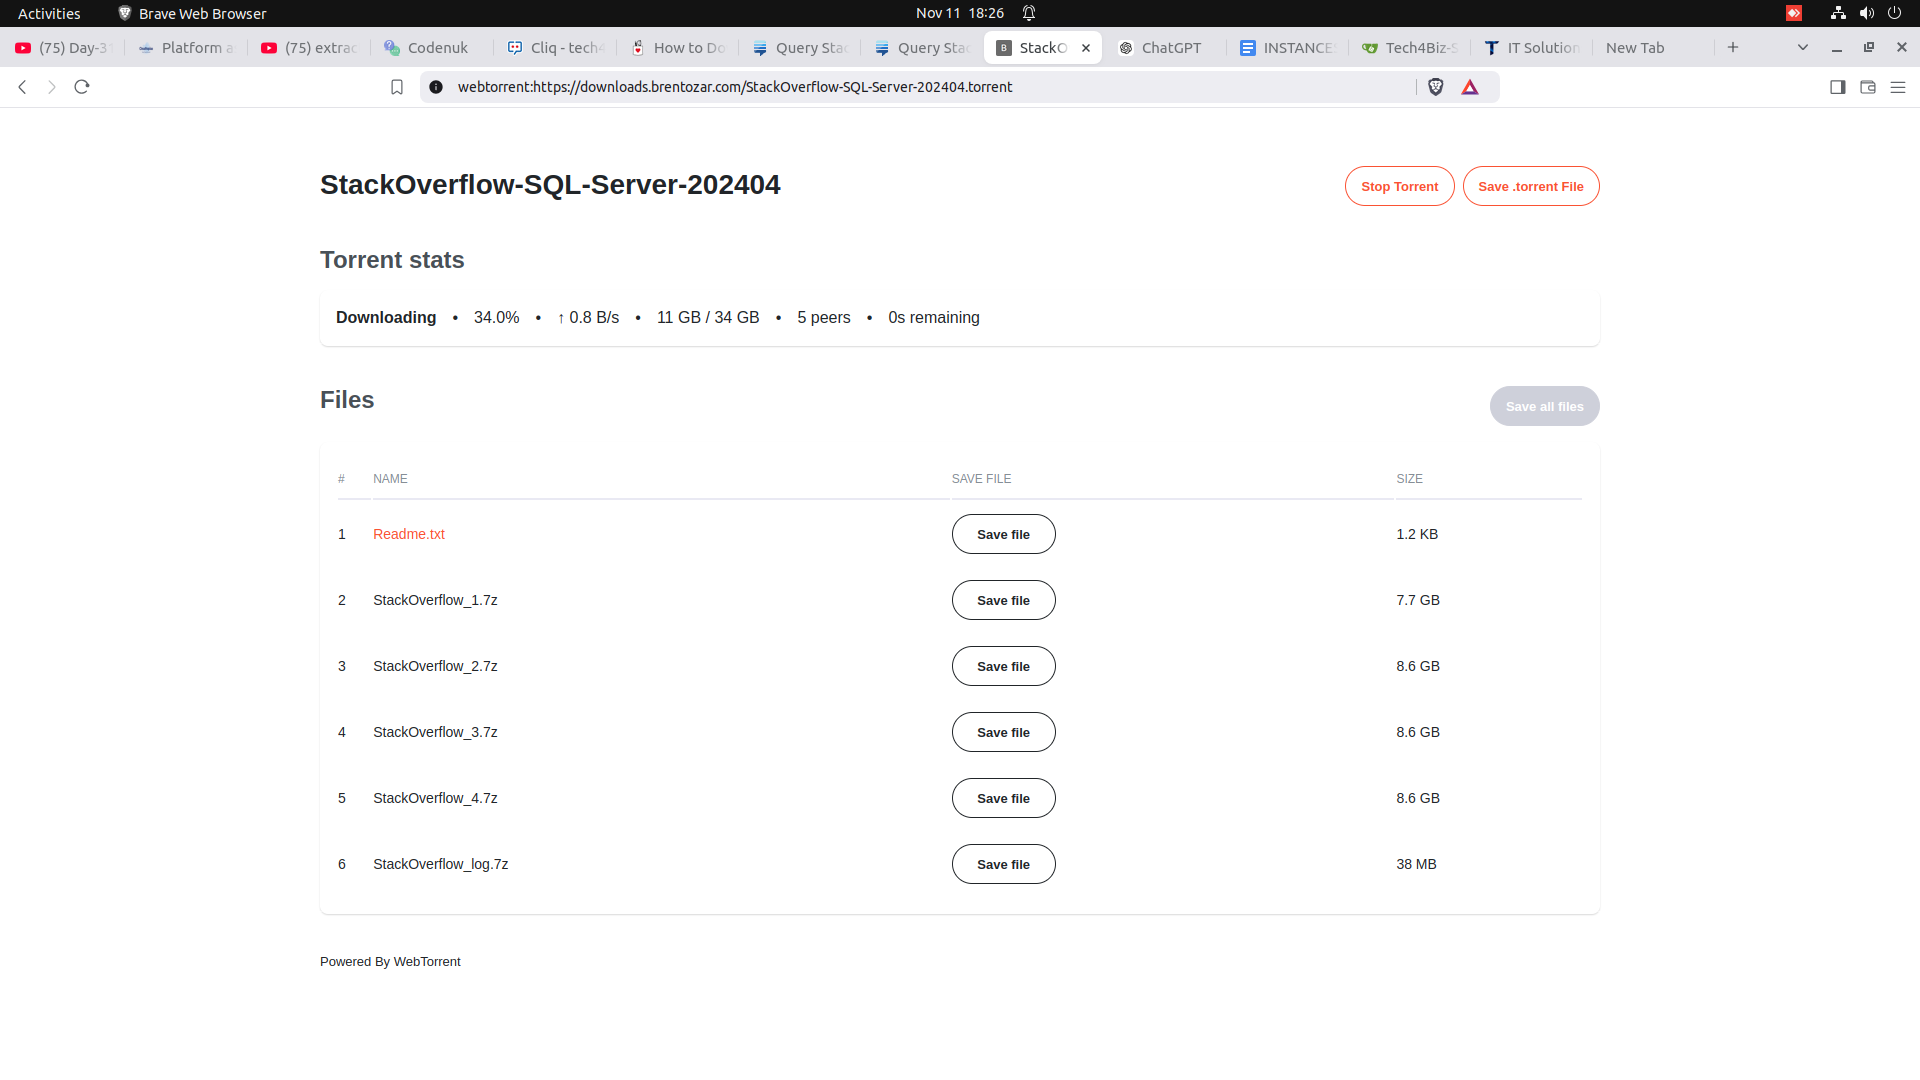 Activities
Brave Web Browser
Nov 11 18:26
(75) Day-31
Platform a
(75) extrac
Codenuk
Cliq - tech4
How to Do
Query Stac
Query Stac
StackO
ChatGPT
INSTANCES
Tech4Biz-S
IT Solution
New Tab
webtorrent:https://downloads.brentozar.com/StackOverflow-SQL-Server-202404.torrent
StackOverflow-SQL-Server-202404
Stop Torrent
Save .torrent File
Torrent stats
Downloading • 34.0% • ↑ 0.8 B/s • 11 GB / 34 GB • 5 peers • 0s remaining
Files
Save all files
# NAME SAVE FILE SIZE
1 Readme.txt Save file 1.2 KB
2 StackOverflow_1.7z Save file 7.7 GB
3 StackOverflow_2.7z Save file 8.6 GB
4 StackOverflow_3.7z Save file 8.6 GB
5 StackOverflow_4.7z Save file 8.6 GB
6 StackOverflow_log.7z Save file 38 MB
Powered By WebTorrent